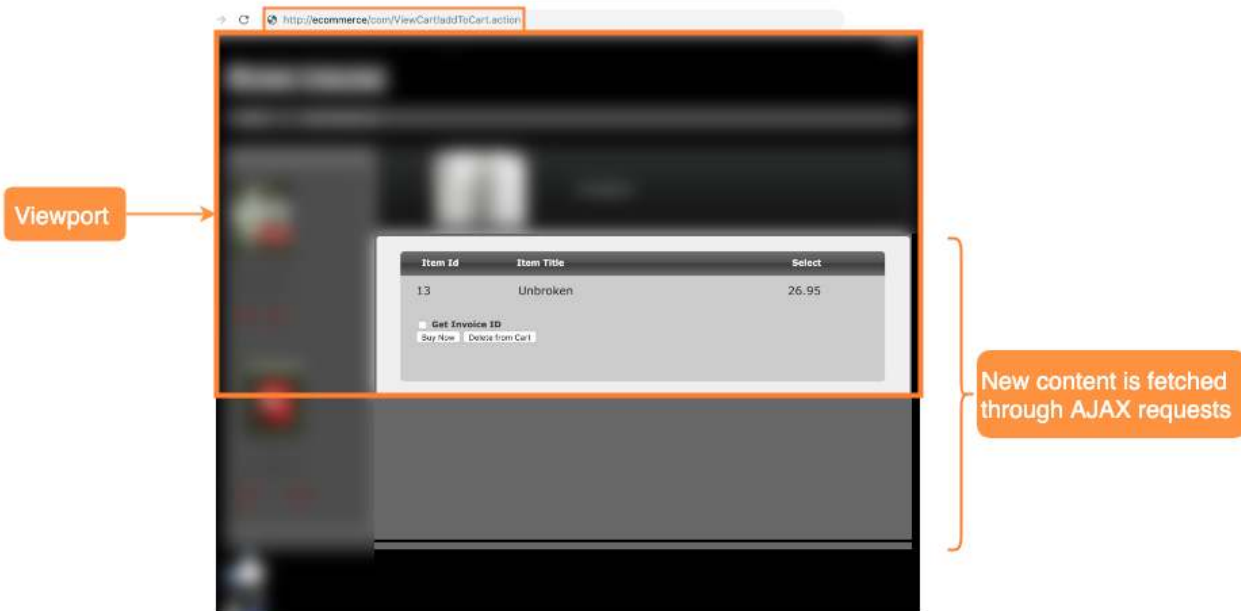 http://ecommerce/com/ViewCart!addToCart.action
Viewport
Item Id Item Title Select
13 Unbroken 26.95
Get Invoice ID
Buy Now Delete from Cart
New content is fetched
through AJAX requests